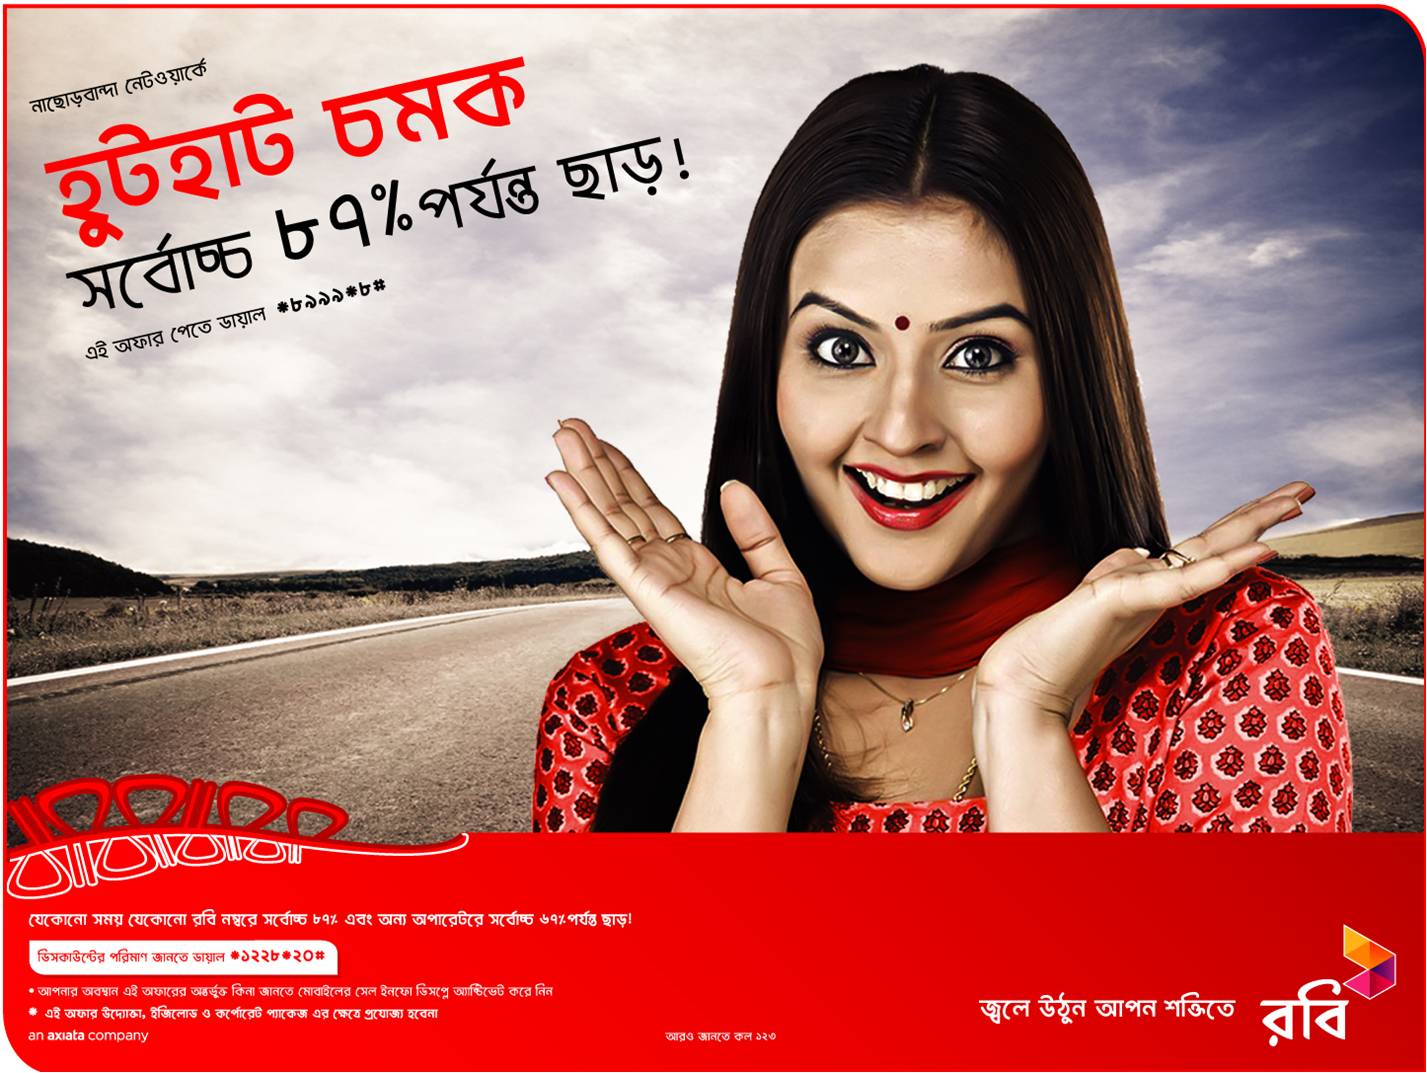 নাছোড়বান্দা নেটওয়ার্কে
হুটহাট চমক
সর্বোচ্চ ৮৭% পর্যন্ত ছাড়!
এই অফার পেতে ডায়াল *৮৯৯৯*৮#
যেকোনো সময় যেকোনো রবি নম্বরে সর্বোচ্চ ৮৭% এবং অন্য অপারেটরে সর্বোচ্চ ৬৭% পর্যন্ত ছাড়!
ডিসকাউন্টের পরিমাণ জানতে ডায়াল *১২২৮*২০#
• আপনার অবস্থান এই অফারের অন্তর্ভুক্ত কিনা জানতে মোবাইলের সেল ইনফো ডিসপ্লে অ্যাক্টিভেট করে নিন
* এই অফার উদ্যোক্তা, ইজিলোড ও কর্পোরেট প্যাকেজ এর ক্ষেত্রে প্রযোজ্য হবেনা
an axiata company
আরও জানতে কল ১২৩
জ্বলে উঠুন আপন শক্তিতে
রবি